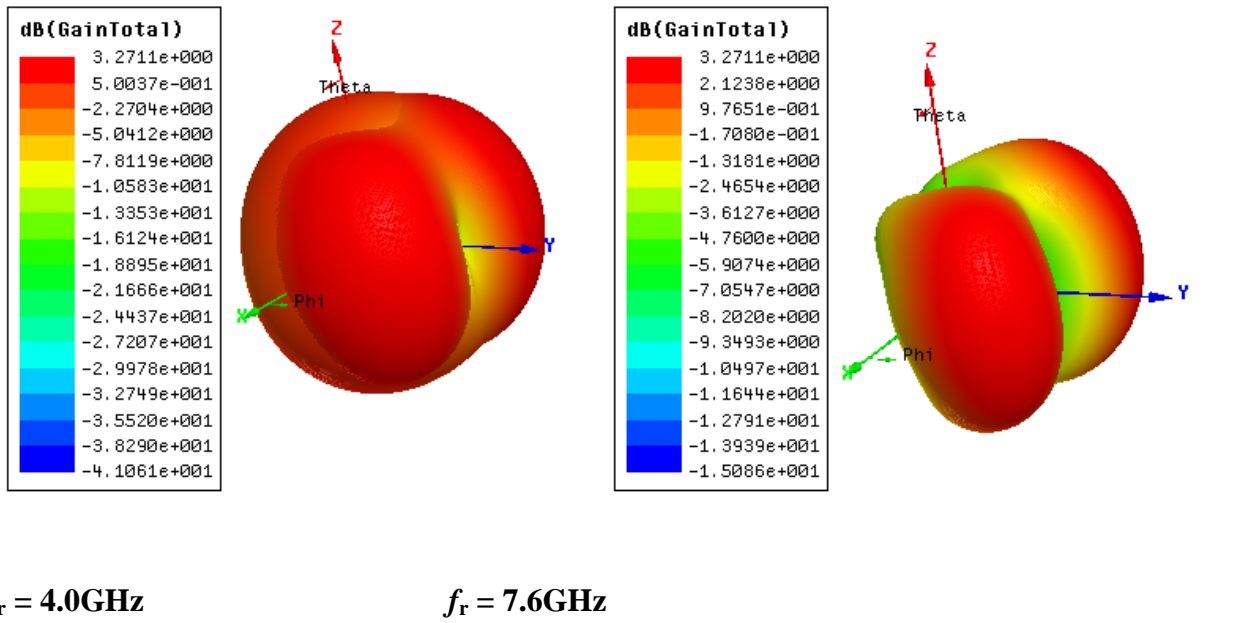 dB(GainTotal)
3.2711e+000
5.0037e-001
-2.2704e+000
-5.0412e+000
-7.8119e+000
-1.0583e+001
-1.3353e+001
-1.6124e+001
-1.8895e+001
-2.1666e+001
-2.4437e+001
-2.7207e+001
-2.9978e+001
-3.2749e+001
-3.5520e+001
-3.8290e+001
-4.1061e+001
Z
Theta
Y
X
Phi
dB(GainTotal)
3.2711e+000
2.1238e+000
9.7651e-001
-1.7080e-001
-1.3181e+000
-2.4654e+000
-3.6127e+000
-4.7600e+000
-5.9074e+000
-7.0547e+000
-8.2020e+000
-9.3493e+000
-1.0497e+001
-1.1644e+001
-1.2791e+001
-1.3939e+001
-1.5086e+001
Z
Theta
Y
X
Phi
r = 4.0GHz
fr = 7.6GHz